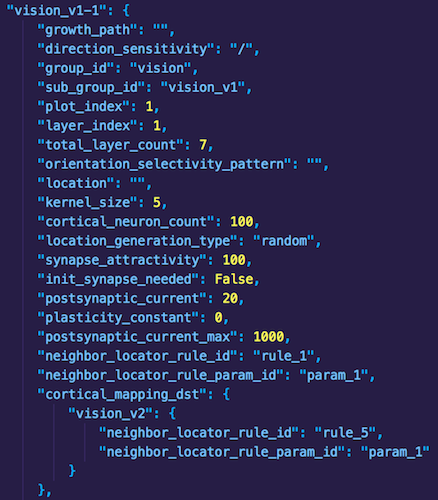 "vision_v1-1": {
"growth_path": "",
"direction_sensitivity": "/",
"group_id": "vision",
"sub_group_id": "vision_v1",
"plot_index": 1,
"layer_index": 1,
"total_layer_count": 7,
"orientation_selectivity_pattern": "",
"location": "",
"kernel_size": 5,
"cortical_neuron_count": 100,
"location_generation_type": "random",
"synapse_attractivity": 100,
"init_synapse_needed": False,
"postsynaptic_current": 20,
"plasticity_constant": 0,
"postsynaptic_current_max": 1000,
"neighbor_locator_rule_id": "rule_1",
"neighbor_locator_rule_param_id": "param_1",
"cortical_mapping_dst": {
"vision_v2": {
"neighbor_locator_rule_id": "rule_5",
"neighbor_locator_rule_param_id": "param_1"
}
},